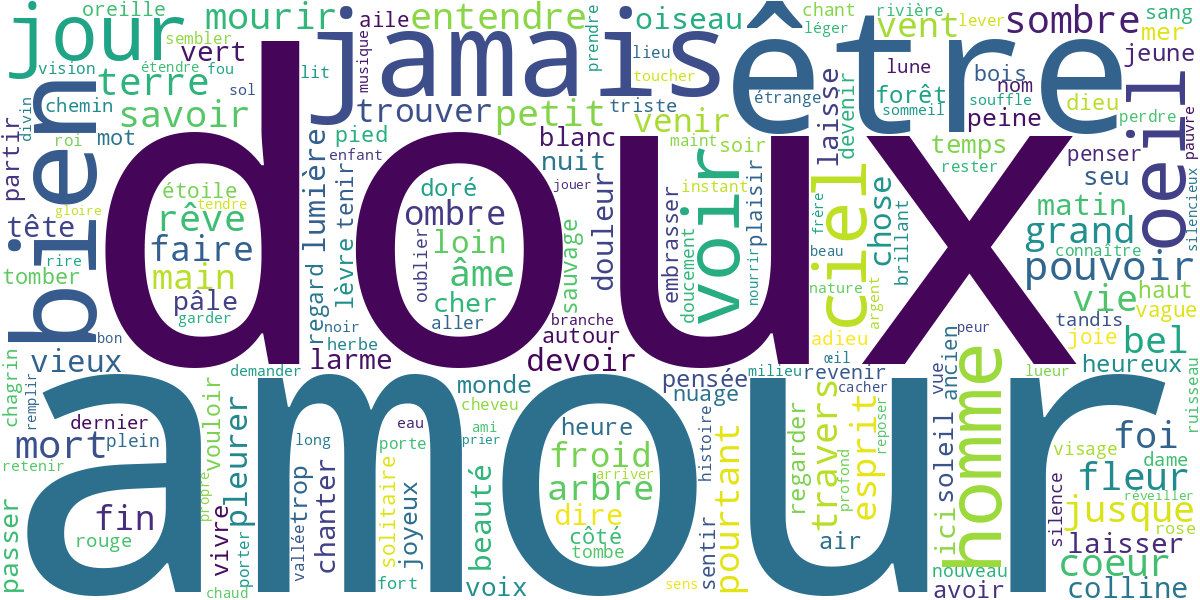 doux
amour
jamais
être
jour
bien
oeil
voir
ciel
homme
oreille
sembler
mourir
aile
entendre
musique
prendre
oiseau
chant
léger
rivière
vent
lever
sombre
sang
mer
jeune
vision
étendre
fou
vert
terre
sol
lit
lieu
toucher
étrange
lune
bois
nom
forêt
souffle
sommeil
peine
dieu
perdre
pauvre
chemin
savoir
trouver
petit
triste
venir
laisse
devenir
divin
roi
mot
partir
pied
enfant
lumière
blanc
nuit
maint
soir
temps
rester
penser
seu
silencieux
étoile
tendre
rêve
faire
main
pâle
garder
gloire
tête
rire
tomber
bon
regard
tenir
lèvre
noir
herbe
doré
ombre
loin
âme
cher
oublier
aller
jouer
sauvage
douleur
branche
autour
devoir
larme
embrasser
doucement
instant
plaisir
nourrir
frère
beau
nature
argent
adieu
chose
brillant
matin
grand
connaître
pouvoir
vie
haut
vague
tandis
joie
bel
heureux
peur
ancien
vue
lueur
ruisseau
chagrin
remplir
vieux
demander
monde
cheveu
pensée
nuage
milieu
œil
revenir
cacher
dernier
mort
plein
retenir
vouloir
pleurer
long
eau
porte
ami
prier
heure
froid
arriver
arbre
dire
côté
tombe
histoire
pourtant
regarder
travers
profond
esprit
reposer
soleil
ici
silence
visage
foi
dame
fleur
réveiller
jusque
rose
laisser
coeur
colline
passer
fin
rouge
propre
vivre
porter
chaud
vallée
trop
chanter
solitaire
joyeux
fort
beauté
voix
sens
sentir
air
nouveau
avoir